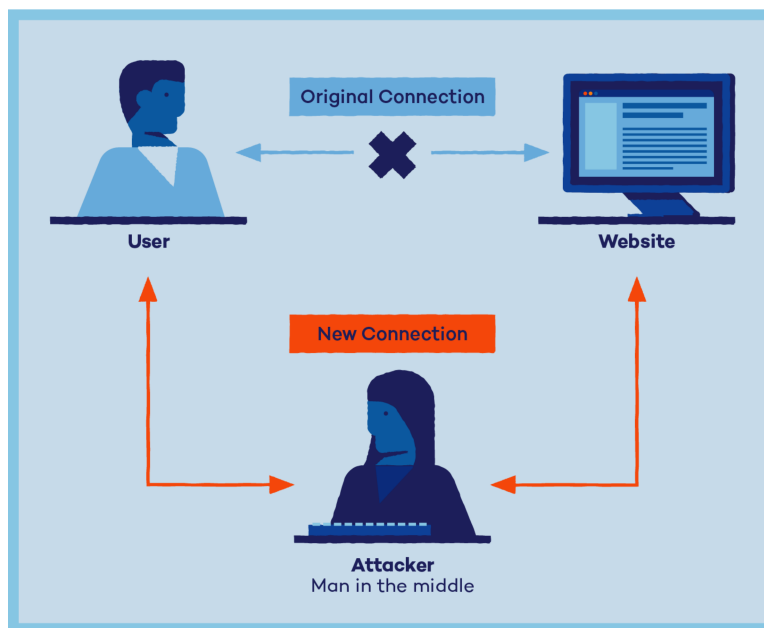 Original Connection
User
Website
New Connection
Attacker
Man in the middle